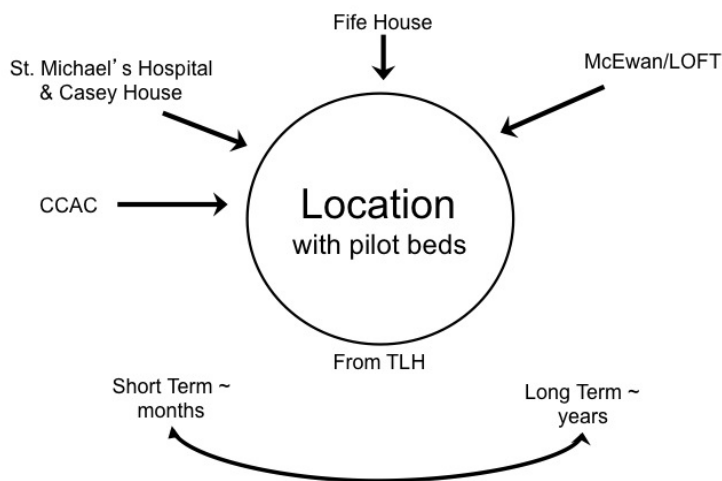 Fife House
St. Michael's Hospital
& Casey House
McEwan/LOFT
CCAC
Location
with pilot beds
From TLH
Short Term ~
months
Long Term ~
years